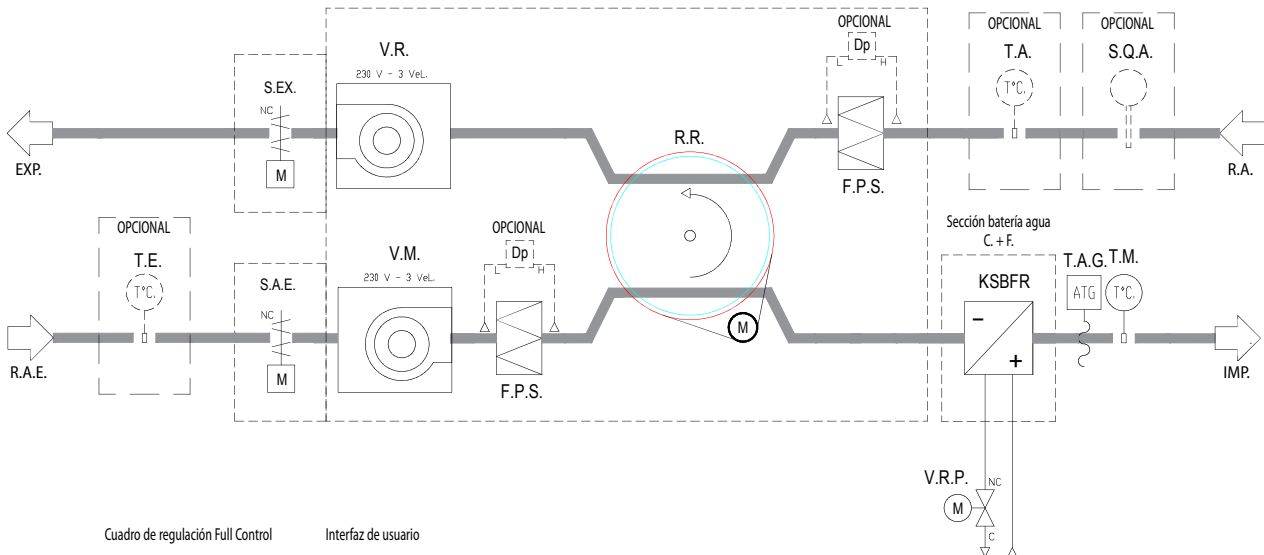 OPCIONAL
OPCIONAL
OPCIONAL
V.R.
Dp
T.A.
S.Q.A.
230 V - 3 VeL.
L
H
S.EX.
T°C.
NC
R.R.
M
EXP.
F.P.S.
R.A.
OPCIONAL
OPCIONAL
Sección batería agua
C. + F.
V.M.
Dp
T.E.
230 V - 3 VeL.
L
H
T.A.G.
T.M.
S.A.E.
KSBFR
T°C.
ATG
T°C.
NC
-
M
+
M
R.A.E.
F.P.S.
IMP.
V.R.P.
NC
M
C
Cuadro de regulación Full Control
Interfaz de usuario